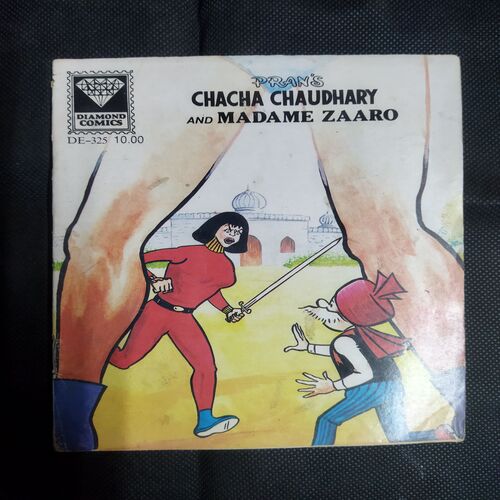 PRAN'S
CHACHA CHAUDHARY
AND MADAME ZAARO
DIAMOND
COMICS
DE-325 10.00